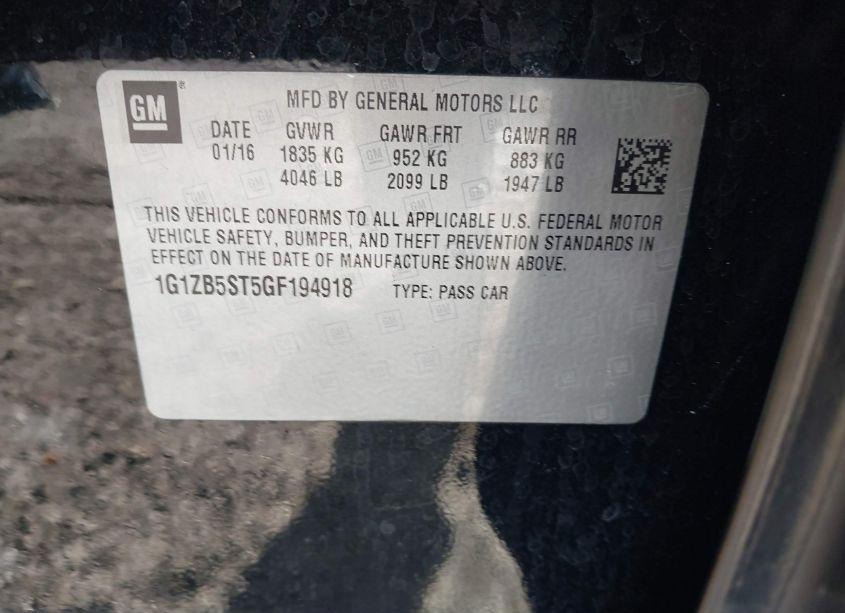 GM
MFD BY GENERAL MOTORS LLC
DATE GVWR GAWR FRT GAWR RR
01/16 1835 KG 952 KG 883 KG
4046 LB 2099 LB 1947 LB
THIS VEHICLE CONFORMS TO ALL APPLICABLE U.S. FEDERAL MOTOR
VEHICLE SAFETY, BUMPER, AND THEFT PREVENTION STANDARDS IN
EFFECT ON THE DATE OF MANUFACTURE SHOWN ABOVE.
1G1ZB5ST5GF194918 TYPE: PASS CAR